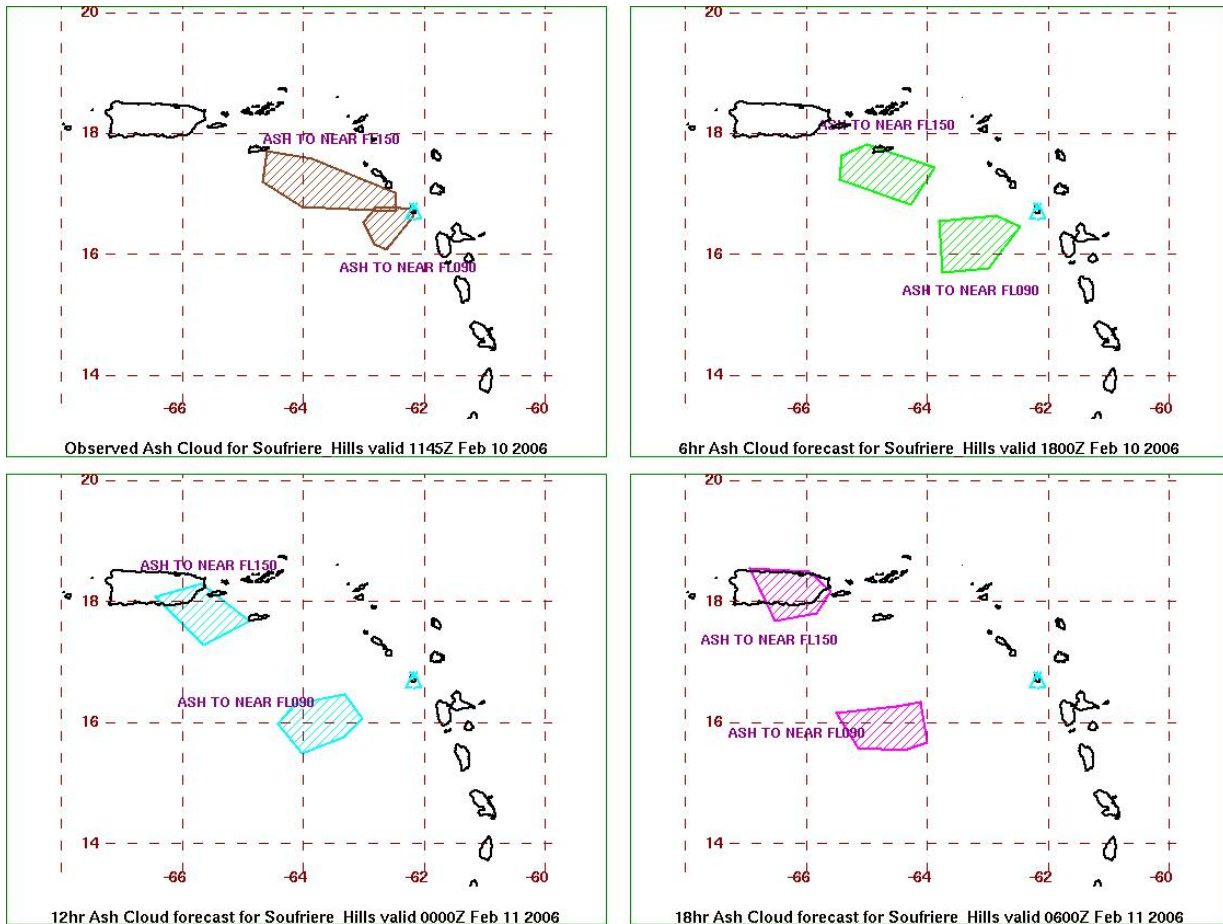 20
18
ASH TO NEAR FL150
16
ASH TO NEAR FL090
14
-66 -64 -62 -60
Observed Ash Cloud for Soufriere_Hills valid 1145Z Feb 10 2006
20
18
ASH TO NEAR FL150
16
ASH TO NEAR FL090
14
-66 -64 -62 -60
6hr Ash Cloud forecast for Soufriere_Hills valid 1800Z Feb 10 2006
20
ASH TO NEAR FL150
18
ASH TO NEAR FL090
16
14
-66 -64 -62 -60
12hr Ash Cloud forecast for Soufriere_Hills valid 0000Z Feb 11 2006
20
18
ASH TO NEAR FL150
16
ASH TO NEAR FL090
14
-66 -64 -62 -60
18hr Ash Cloud forecast for Soufriere_Hills valid 0600Z Feb 11 2006